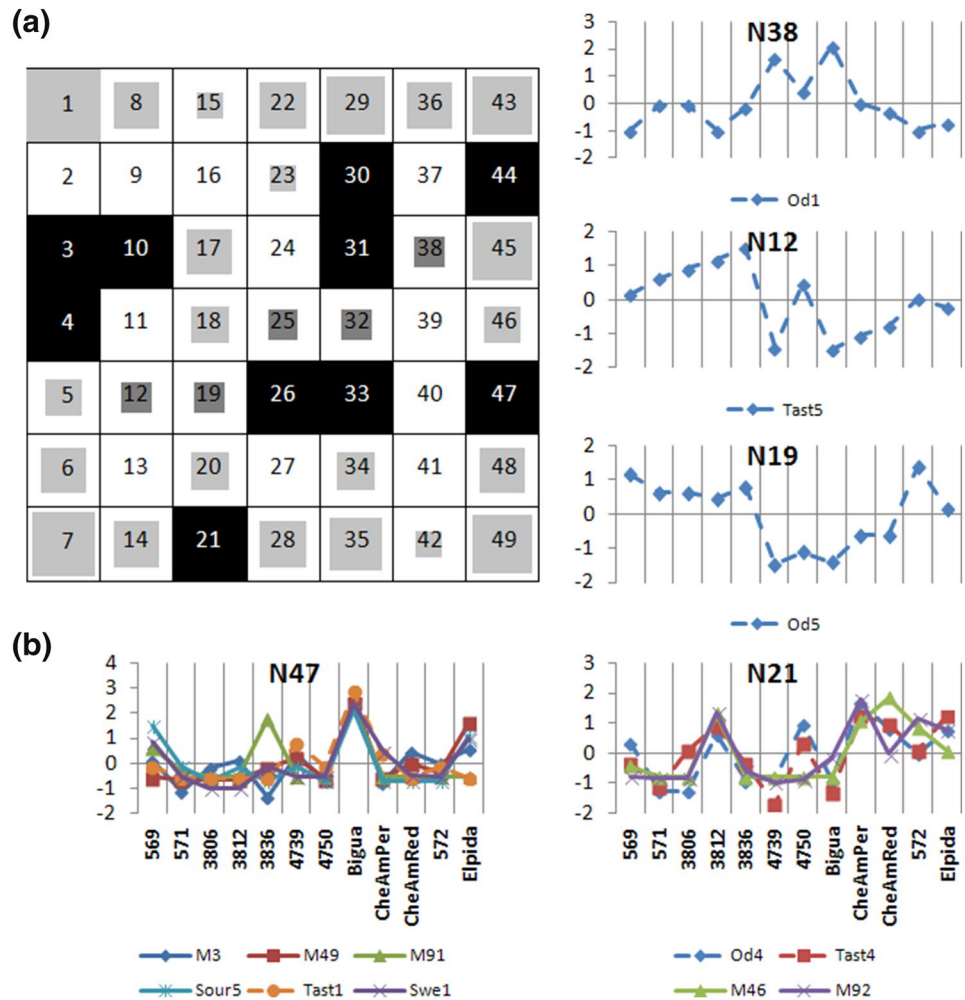 (a)
1 8 15 22 29 36 43
2 9 16 23 30 37 44
3 10 17 24 31 38 45
4 11 18 25 32 39 46
5 12 19 26 33 40 47
6 13 20 27 34 41 48
7 14 21 28 35 42 49
N38
3
2
1
0
-1
-2
Od1
N12
2
1
0
-1
-2
Tast5
N19
2
1
0
-1
-2
Od5
(b)
N47
4
3
2
1
0
-1
-2
569 571 3806 3812 3836 4739 4750 Bigua CheAmPer CheAmRed 572 Elpida
M3 M49 M91
Sour5 Tast1 Swe1
N21
3
2
1
0
-1
-2
569 571 3806 3812 3836 4739 4750 Bigua CheAmPer CheAmRed 572 Elpida
Od4 Tast4
M46 M92